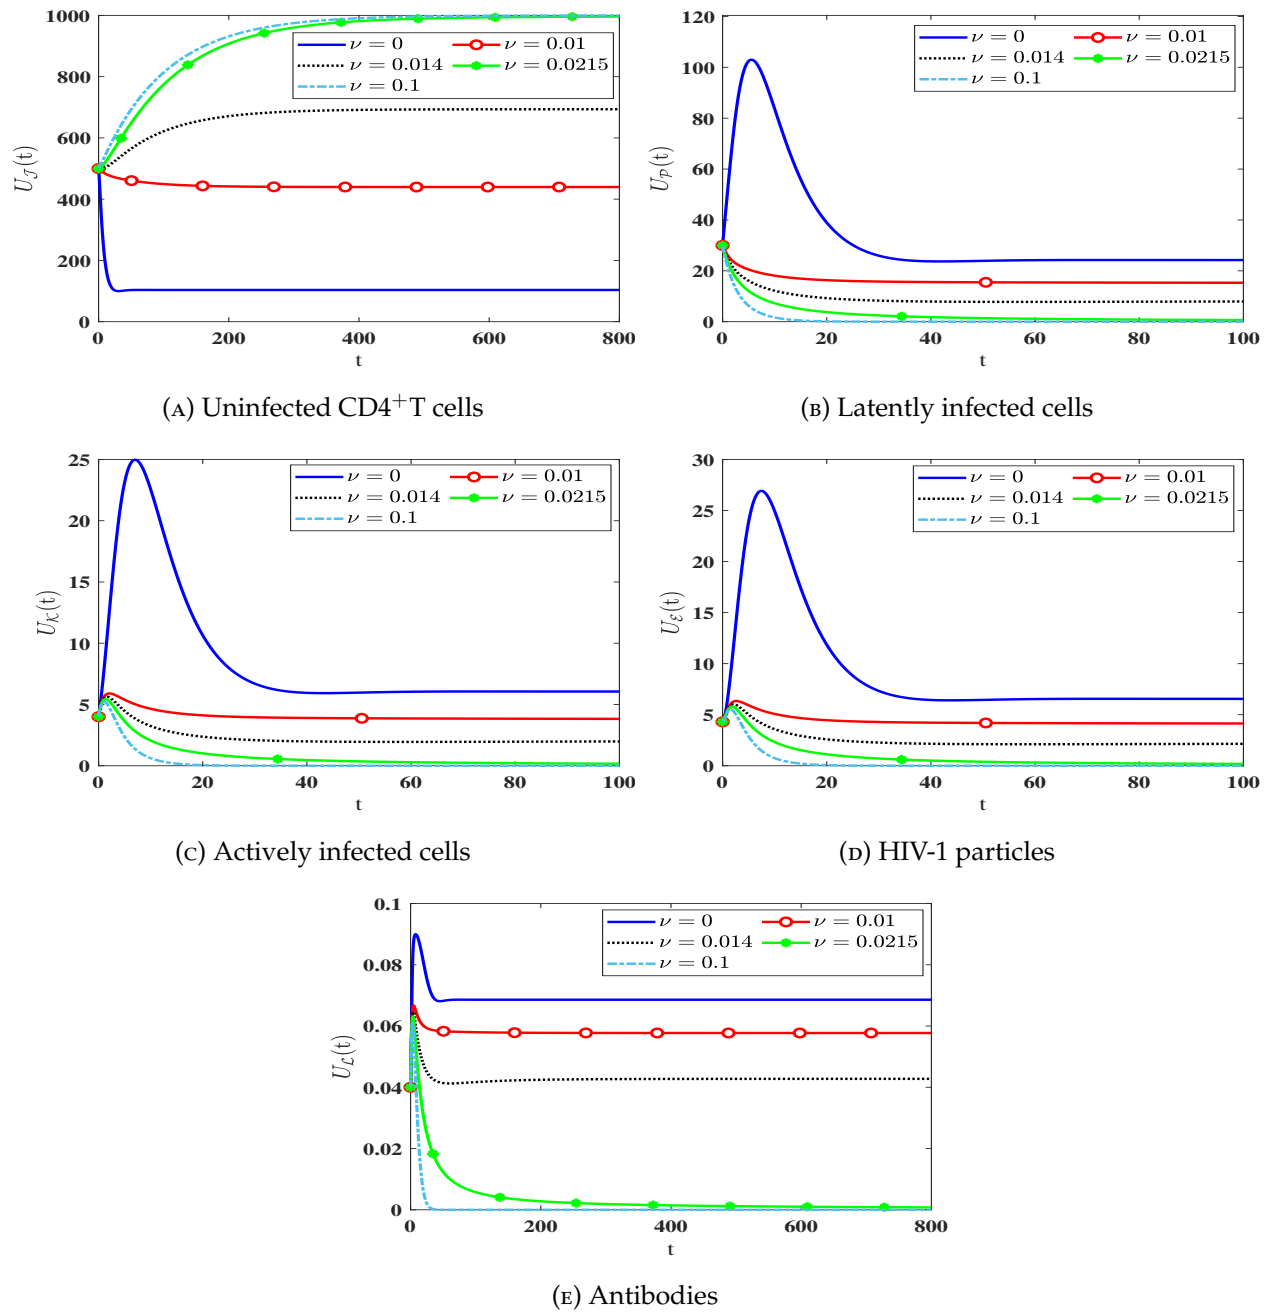 1000
800
600
400
200
0
U_𝒥(t)
ν = 0
ν = 0.01
ν = 0.014
ν = 0.0215
ν = 0.1
0 200 400 600 800
t
(A) Uninfected CD4⁺T cells
120
100
80
60
40
20
0
U_𝒫(t)
ν = 0
ν = 0.01
ν = 0.014
ν = 0.0215
ν = 0.1
0 20 40 60 80 100
t
(B) Latently infected cells
25
20
15
10
5
0
U_𝒦(t)
ν = 0
ν = 0.01
ν = 0.014
ν = 0.0215
ν = 0.1
0 20 40 60 80 100
t
(C) Actively infected cells
30
25
20
15
10
5
0
U_ℰ(t)
ν = 0
ν = 0.01
ν = 0.014
ν = 0.0215
ν = 0.1
0 20 40 60 80 100
t
(D) HIV-1 particles
0.1
0.08
0.06
0.04
0.02
0
U_ℒ(t)
ν = 0
ν = 0.01
ν = 0.014
ν = 0.0215
ν = 0.1
0 200 400 600 800
t
(E) Antibodies